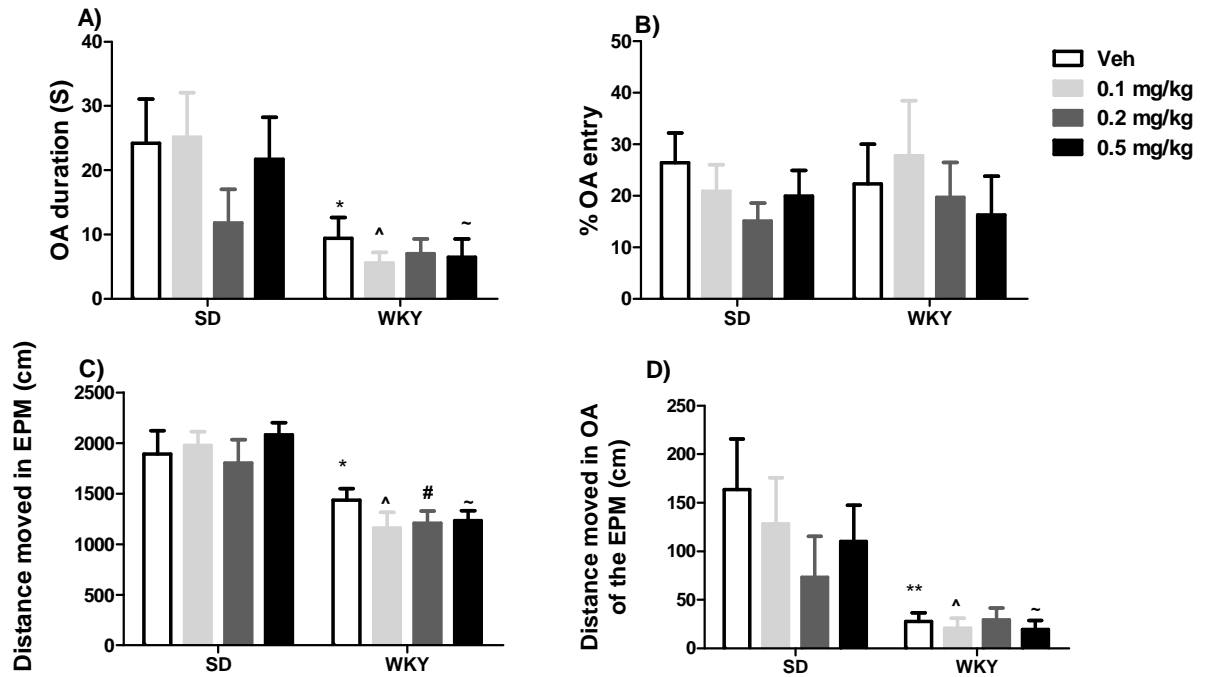 A)
OA duration (S)
40
30
20
10
0
*
^
~
SD
WKY
B)
% OA entry
50
40
30
20
10
0
SD
WKY
Veh
0.1 mg/kg
0.2 mg/kg
0.5 mg/kg
C)
Distance moved in EPM (cm)
2500
2000
1500
1000
500
0
*
^
#
~
SD
WKY
D)
Distance moved in OA
of the EPM (cm)
250
200
150
100
50
0
**
^
~
SD
WKY